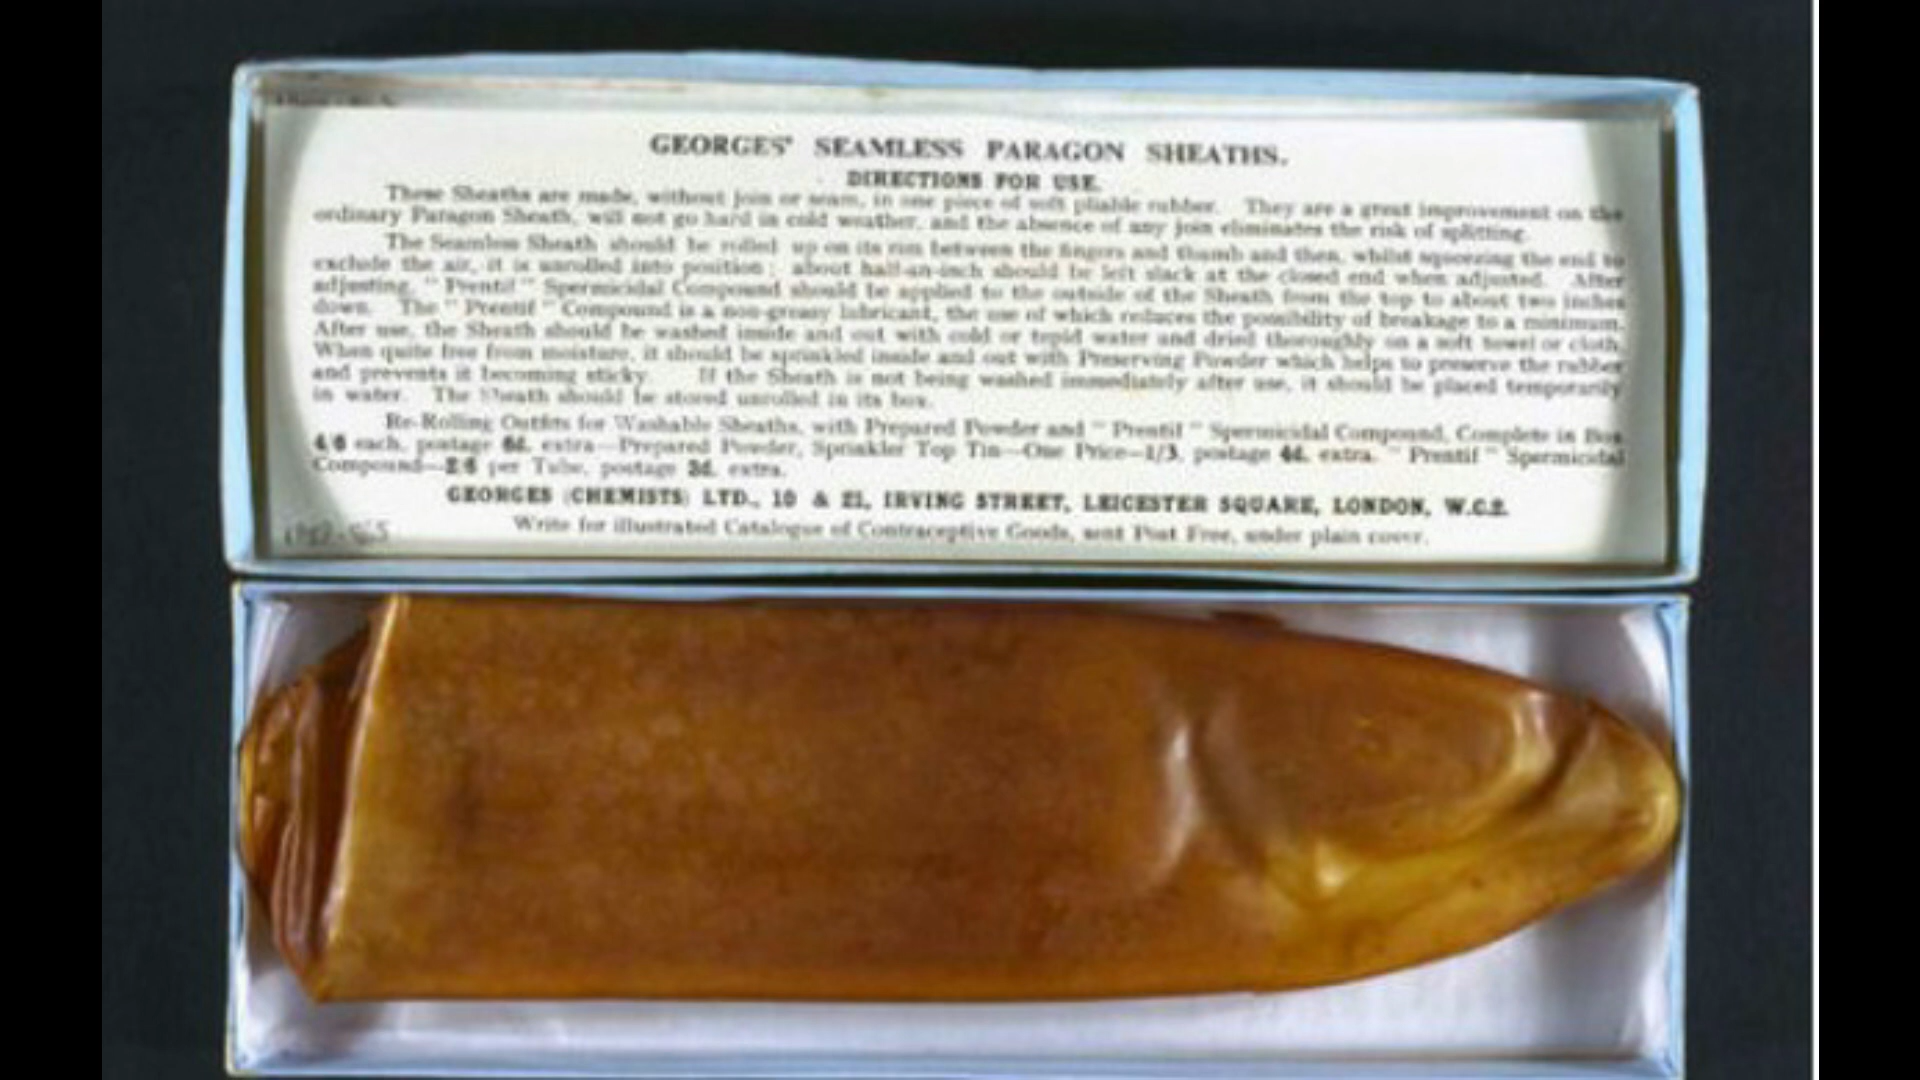 GEORGES' SEAMLESS PARAGON SHEATHS.
DIRECTIONS FOR USE.
These Sheaths are made, without join or seam, in one piece of soft pliable rubber. They are a great improvement on the
ordinary Paragon Sheath, will not go hard in cold weather, and the absence of any join eliminates the risk of splitting.
The Seamless Sheath should be rolled up on its rim between the fingers and thumb and then, whilst squeezing the end to
exclude the air, it is unrolled into position; about half-an-inch should be left slack at the closed end when adjusted. After
adjusting, "Prentif" Spermicidal Compound should be applied to the outside of the Sheath from the top to about two inches
down. The "Prentif" Compound is a non-greasy lubricant, the use of which reduces the possibility of breakage to a minimum.
After use, the Sheath should be washed inside and out with cold or tepid water and dried thoroughly on a soft towel or cloth.
When quite free from moisture, it should be sprinkled inside and out with Preserving Powder which helps to preserve the rubber
and prevents it becoming sticky. If the Sheath is not being washed immediately after use, it should be placed temporarily
in water. The Sheath should be stored unrolled in its box.
Re-Rolling Outfits for Washable Sheaths, with Prepared Powder and "Prentif" Spermicidal Compound, Complete in Box
4/6 each, postage 6d. extra—Prepared Powder, Sprinkler Top Tin—One Price—1/3, postage 4d. extra. "Prentif" Spermicidal
Compound—2/6 per Tube, postage 3d. extra.
GEORGES (CHEMISTS) LTD., 10 & 21, IRVING STREET, LEICESTER SQUARE, LONDON, W.C.2.
Write for illustrated Catalogue of Contraceptive Goods, sent Post Free, under plain cover.